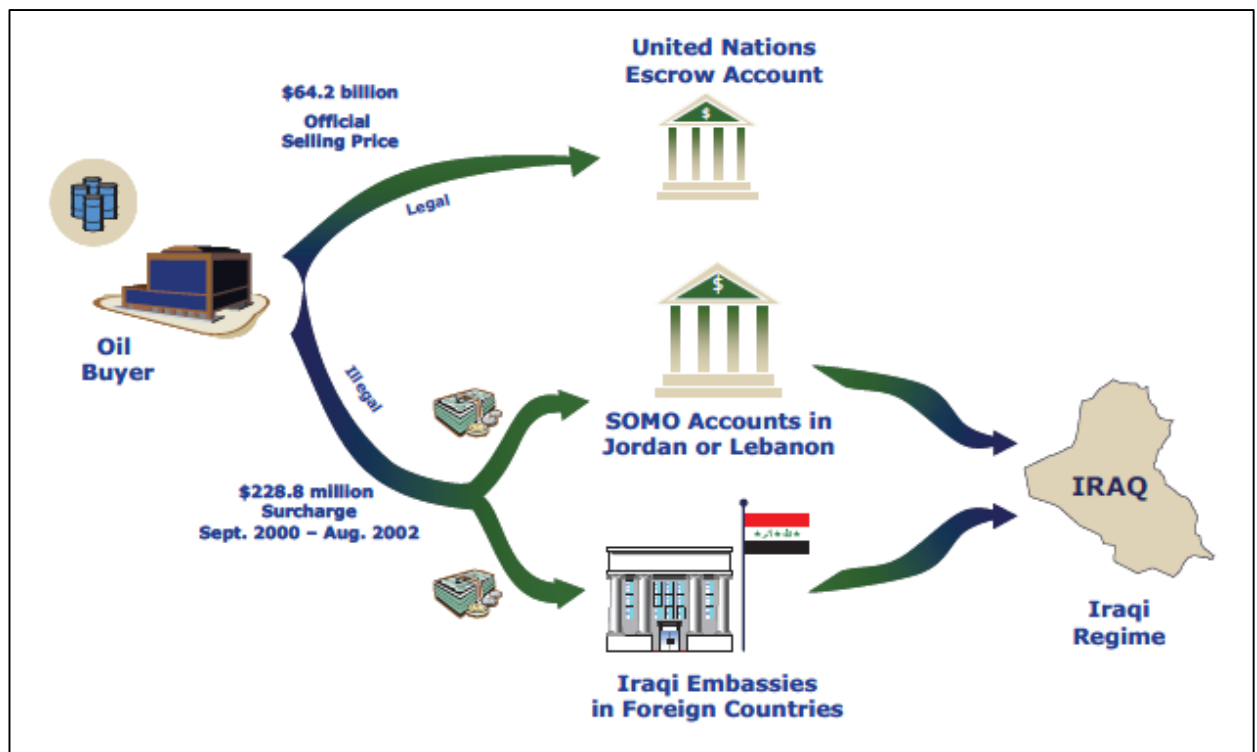 United Nations
Escrow Account
$64.2 billion
Official
Selling Price
$
Legal
Oil
Buyer
Illegal
$
SOMO Accounts in
Jordan or Lebanon
$228.8 million
Surcharge
Sept. 2000 – Aug. 2002
IRAQ
Iraqi
Regime
Iraqi Embassies
in Foreign Countries